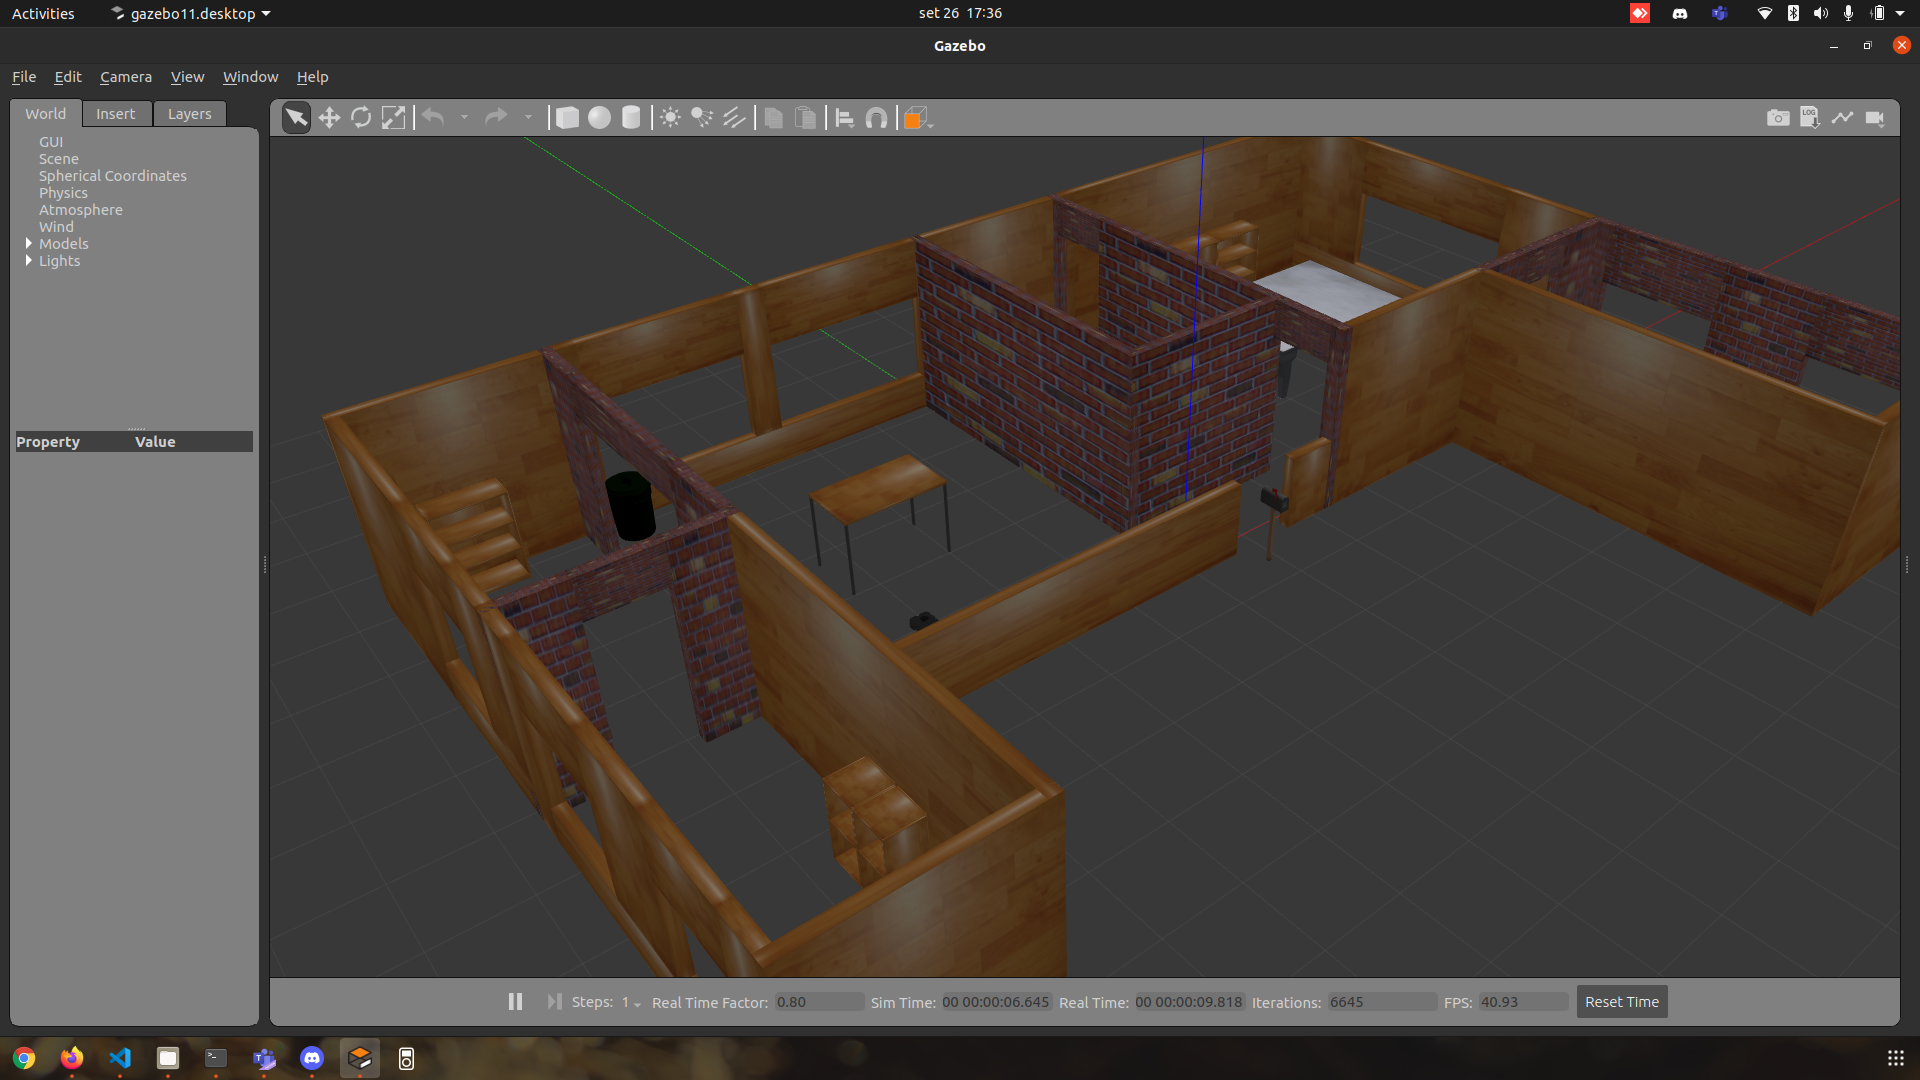 Activities
gazebo11.desktop
set 26 17:36
Gazebo
File Edit Camera View Window Help
World Insert Layers
GUI
Scene
Spherical Coordinates
Physics
Atmosphere
Wind
Models
Lights
Property Value
LOG
Steps: 1 Real Time Factor: 0.80 Sim Time: 00 00:00:06.645 Real Time: 00 00:00:09.818 Iterations: 6645 FPS: 40.93 Reset Time